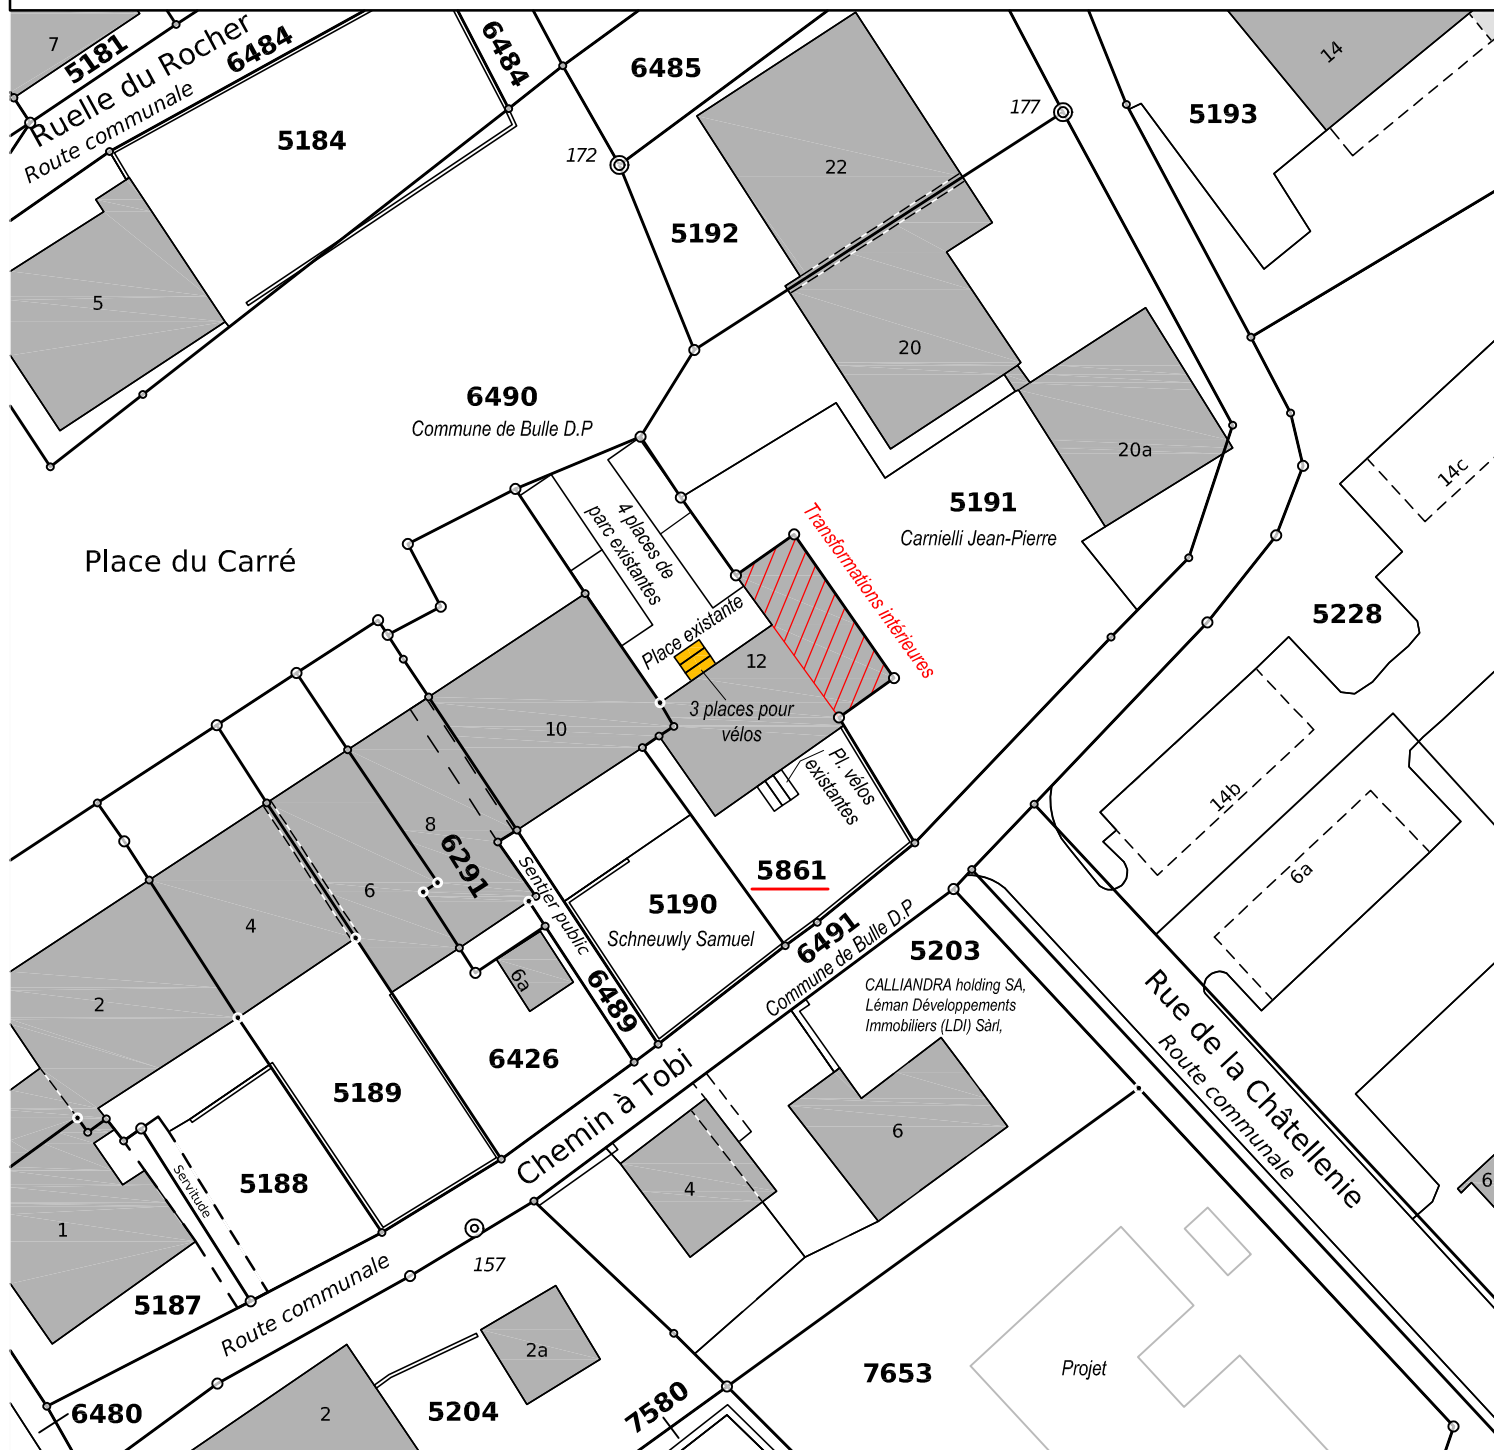 7
5181
Ruelle du Rocher
6484
Route communale
5184
6484
6485
172
177
22
5192
5193
14
5
20
20a
14c
6490
Commune de Bulle D.P
5191
Carnielli Jean-Pierre
Place du Carré
4 places de
parc existantes
Transformations intérieures
Place existante
12
3 places pour
vélos
Pl. vélos
existantes
5228
14b
6a
10
8
6291
6
4
2
Sentier public
5861
5190
Schneuwly Samuel
6491
Commune de Bulle D.P
5203
CALLIANDRA holding SA,
Léman Développements
Immobiliers (LDI) Sàrl,
6a
6489
6426
5189
Rue de la Châtellenie
Route communale
Chemin à Tobi
6
4
Servitude
5188
1
5187
157
Route communale
6
2a
2
6480
5204
7580
7653
Projet